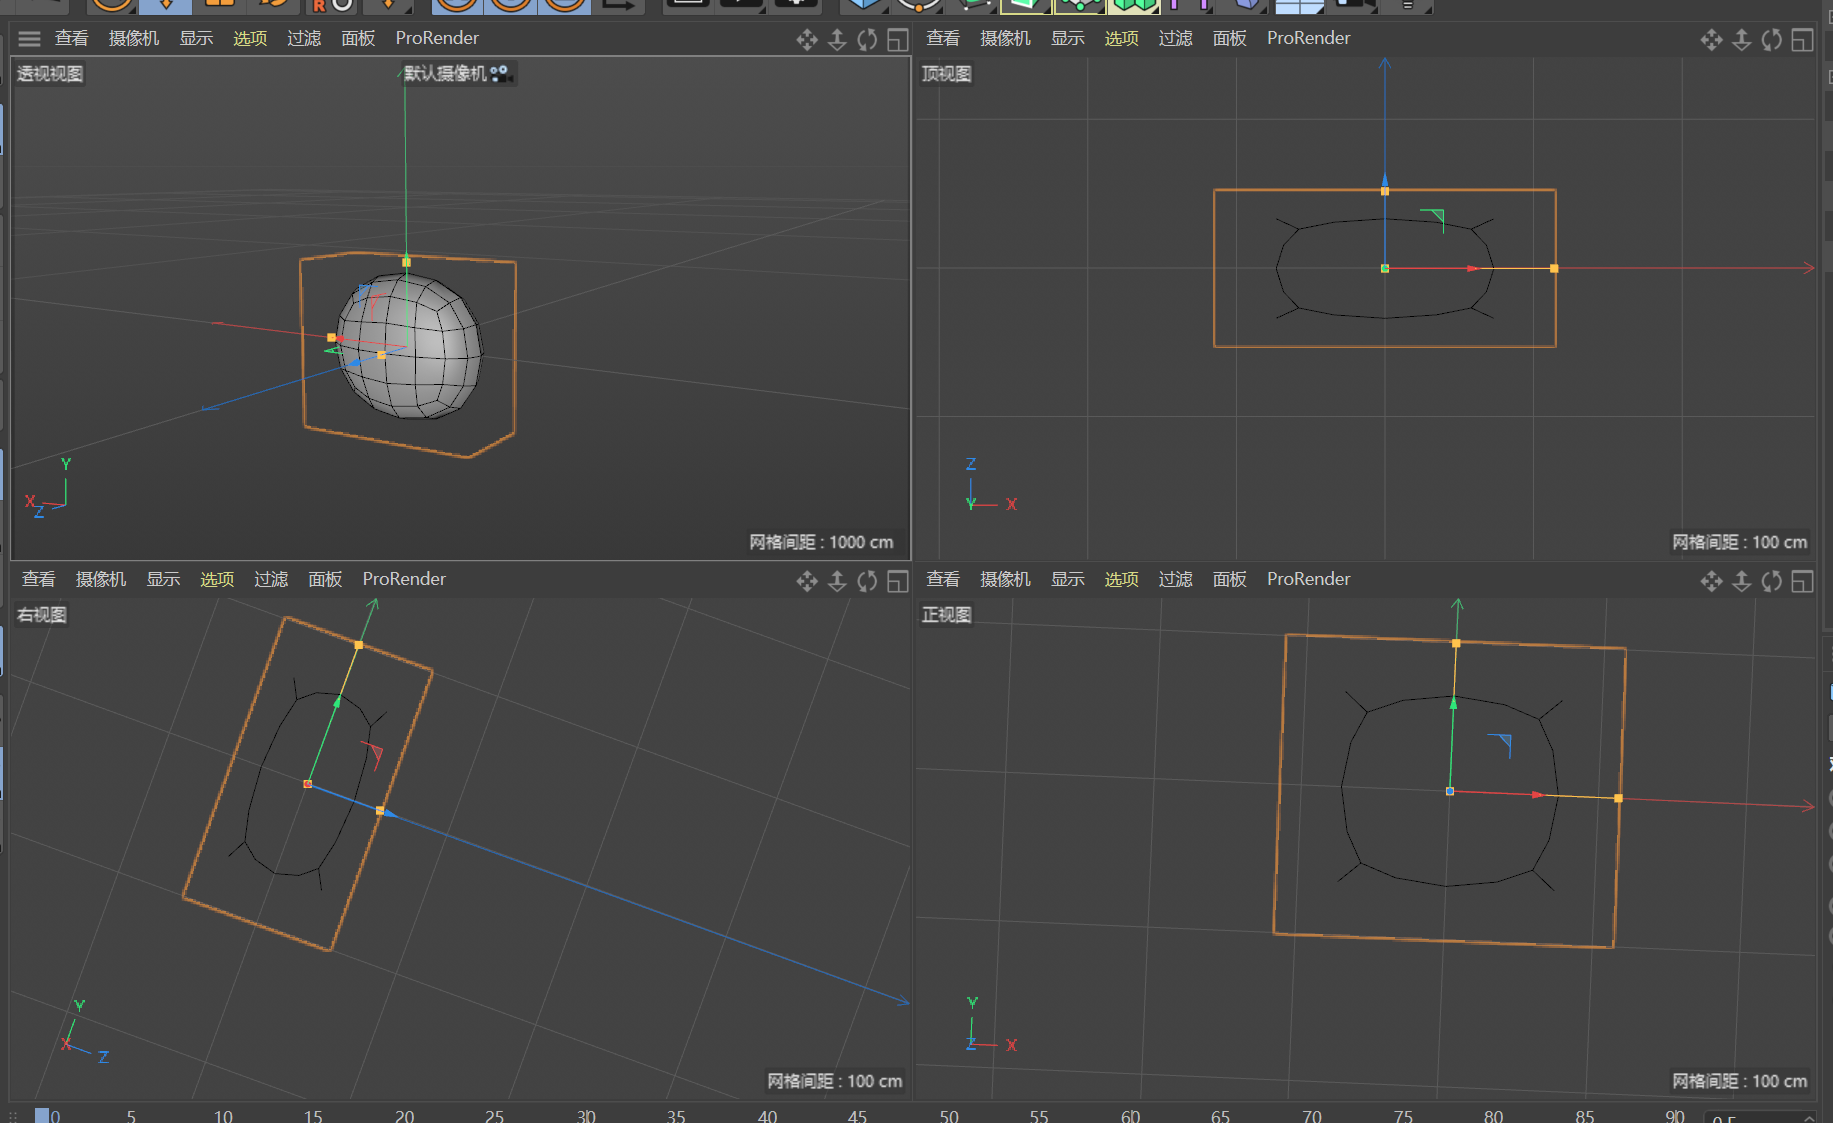 R
查看 摄像机 显示 选项 过滤 面板 ProRender
查看 摄像机 显示 选项 过滤 面板 ProRender
透视视图
默认摄像机
Y
X
Z
网格间距 : 1000 cm
顶视图
Z
Y
X
网格间距 : 100 cm
查看 摄像机 显示 选项 过滤 面板 ProRender
查看 摄像机 显示 选项 过滤 面板 ProRender
右视图
Y
X
Z
网格间距 : 100 cm
正视图
Y
Z
X
网格间距 : 100 cm
0 5 10 15 20 25 30 35 40 45 50 55 60 65 70 75 80 85 90